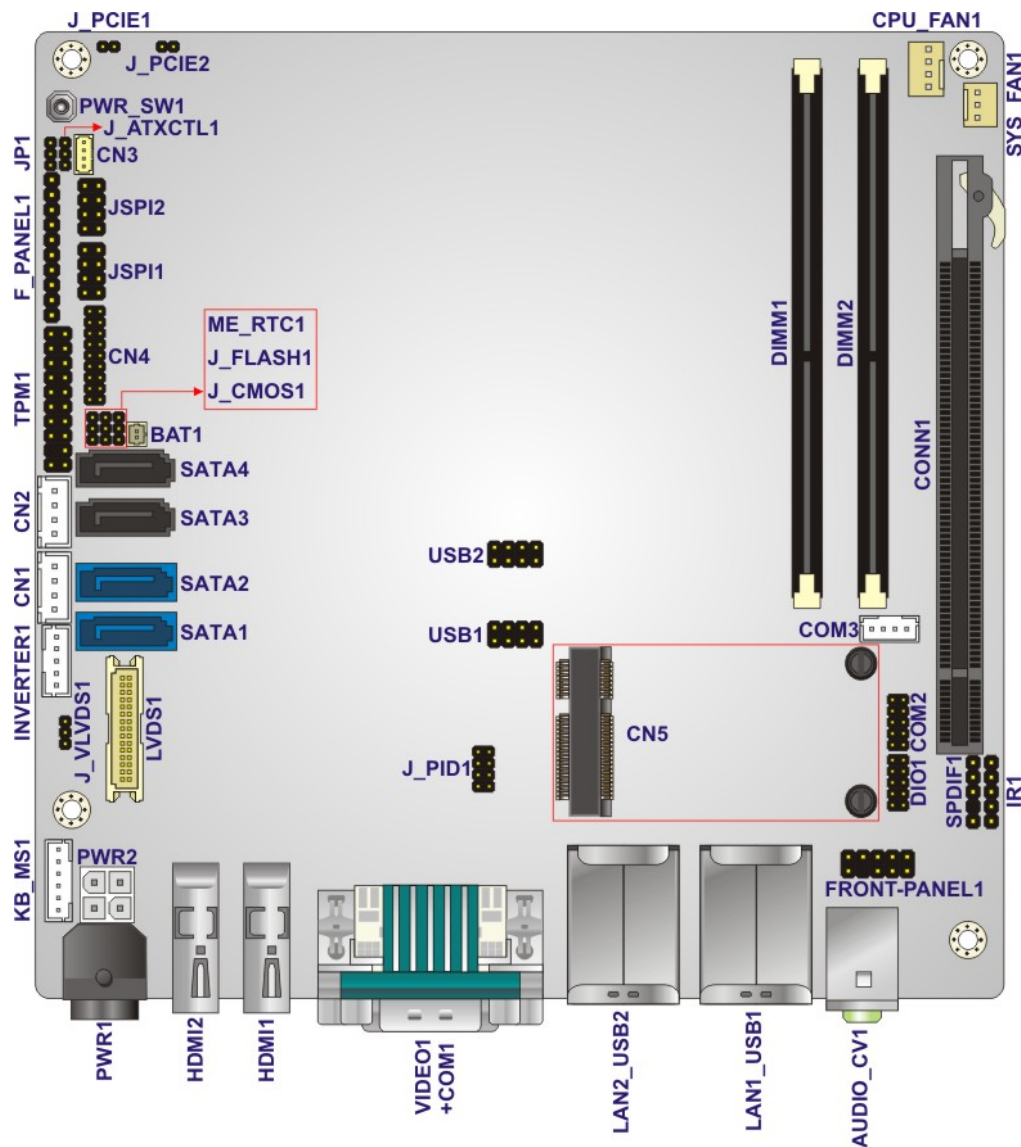 J_PCIE1
CPU_FAN1
J_PCIE2
SYS_FAN1
PWR_SW1
J_ATXCTL1
JP1
CN3
F_PANEL1
JSPI2
JSPI1
ME_RTC1
J_FLASH1
J_CMOS1
CN4
TPM1
BAT1
DIMM1
DIMM2
CONN1
SATA4
CN2
SATA3
USB2
CN1
SATA2
SATA1
USB1
COM3
INVERTER1
J_VLVDS1
LVDS1
CN5
COM2
J_PID1
DIO1
SPDIF1
IR1
KB_MS1
PWR2
FRONT-PANEL1
PWR1
HDMI2
HDMI1
VIDEO1
+COM1
LAN2_USB2
LAN1_USB1
AUDIO_CV1